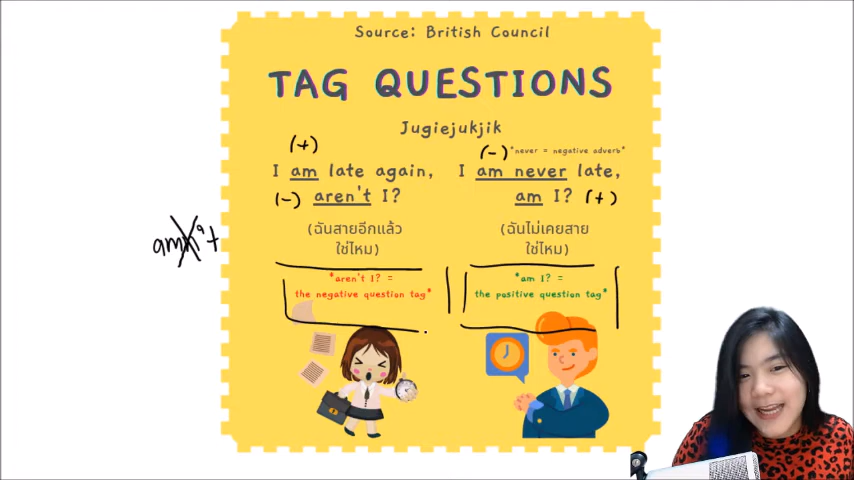 Source: British Council
TAG QUESTIONS
Jugiejukjik
(+)
I am late again,
(-) aren't I?
(ฉันสายอีกแล้ว
ใช่ไหม)
*aren't I? =
the negative question tag*
(-) *never = negative adverb*
I am never late,
am I? (+)
(ฉันไม่เคยสาย
ใช่ไหม)
*am I? =
the positive question tag*
amn't